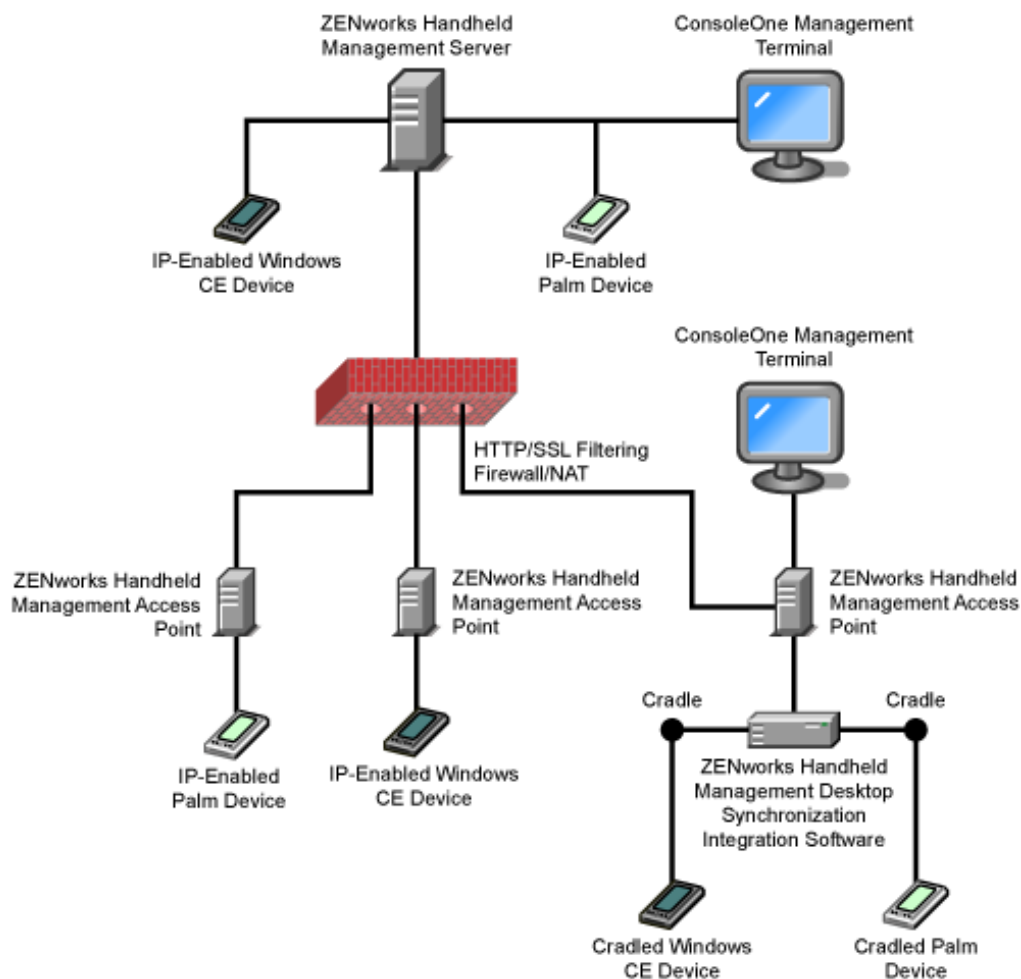 ZENworks Handheld
Management Server
ConsoleOne Management
Terminal
IP-Enabled Windows
CE Device
IP-Enabled
Palm Device
ConsoleOne Management
Terminal
HTTP/SSL Filtering
Firewall/NAT
ZENworks Handheld
Management Access
Point
ZENworks Handheld
Management Access
Point
ZENworks Handheld
Management Access
Point
IP-Enabled
Palm Device
IP-Enabled Windows
CE Device
Cradle
Cradle
ZENworks Handheld
Management Desktop
Synchronization
Integration Software
Cradled Windows
CE Device
Cradled Palm
Device